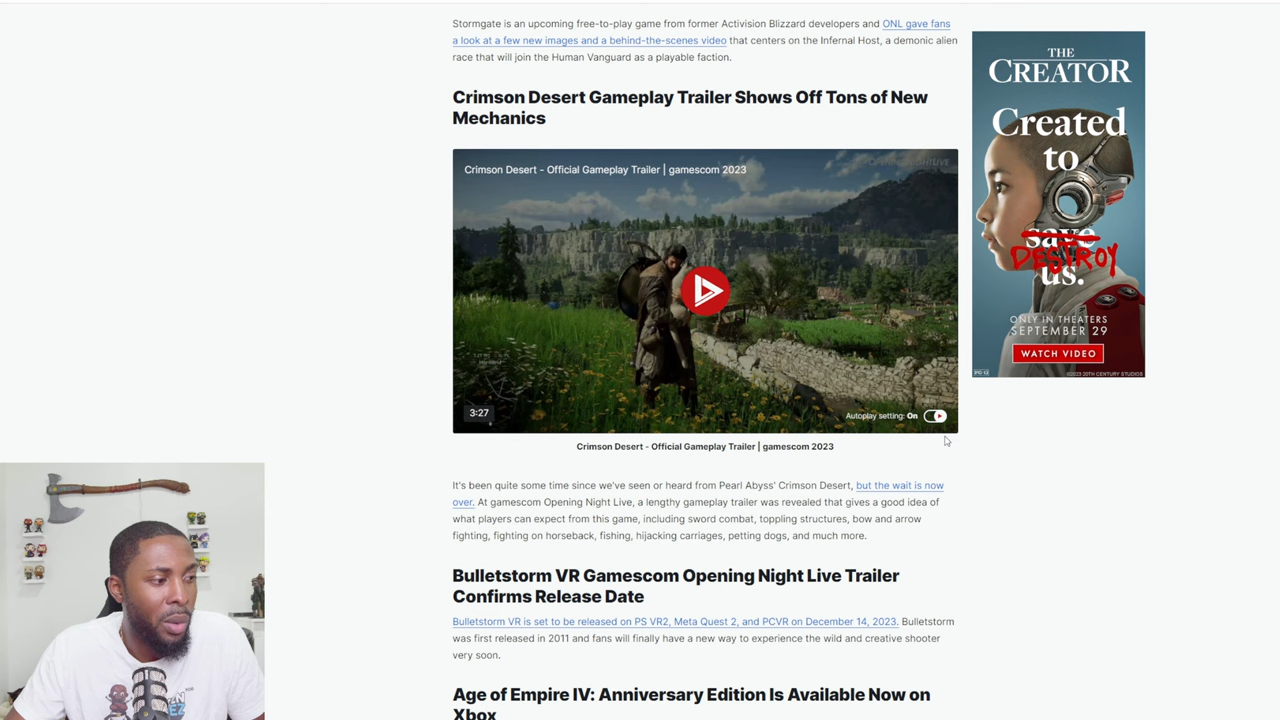 Stormgate is an upcoming free-to-play game from former Activision Blizzard developers and ONL gave fans
a look at a few new images and a behind-the-scenes video that centers on the Infernal Host, a demonic alien
race that will join the Human Vanguard as a playable faction.
Crimson Desert Gameplay Trailer Shows Off Tons of New
Mechanics
Crimson Desert - Official Gameplay Trailer | gamescom 2023
3:27
Autoplay setting: On
Crimson Desert - Official Gameplay Trailer | gamescom 2023
It's been quite some time since we've seen or heard from Pearl Abyss' Crimson Desert, but the wait is now
over. At gamescom Opening Night Live, a lengthy gameplay trailer was revealed that gives a good idea of
what players can expect from this game, including sword combat, toppling structures, bow and arrow
fighting, fighting on horseback, fishing, hijacking carriages, petting dogs, and much more.
Bulletstorm VR Gamescom Opening Night Live Trailer
Confirms Release Date
Bulletstorm VR is set to be released on PS VR2, Meta Quest 2, and PCVR on December 14, 2023. Bulletstorm
was first released in 2011 and fans will finally have a new way to experience the wild and creative shooter
very soon.
Age of Empire IV: Anniversary Edition Is Available Now on
Xbox
THE
CREATOR
Created
to
save
DESTROY
us.
ONLY IN THEATERS
SEPTEMBER 29
WATCH VIDEO
©2023 20TH CENTURY STUDIOS